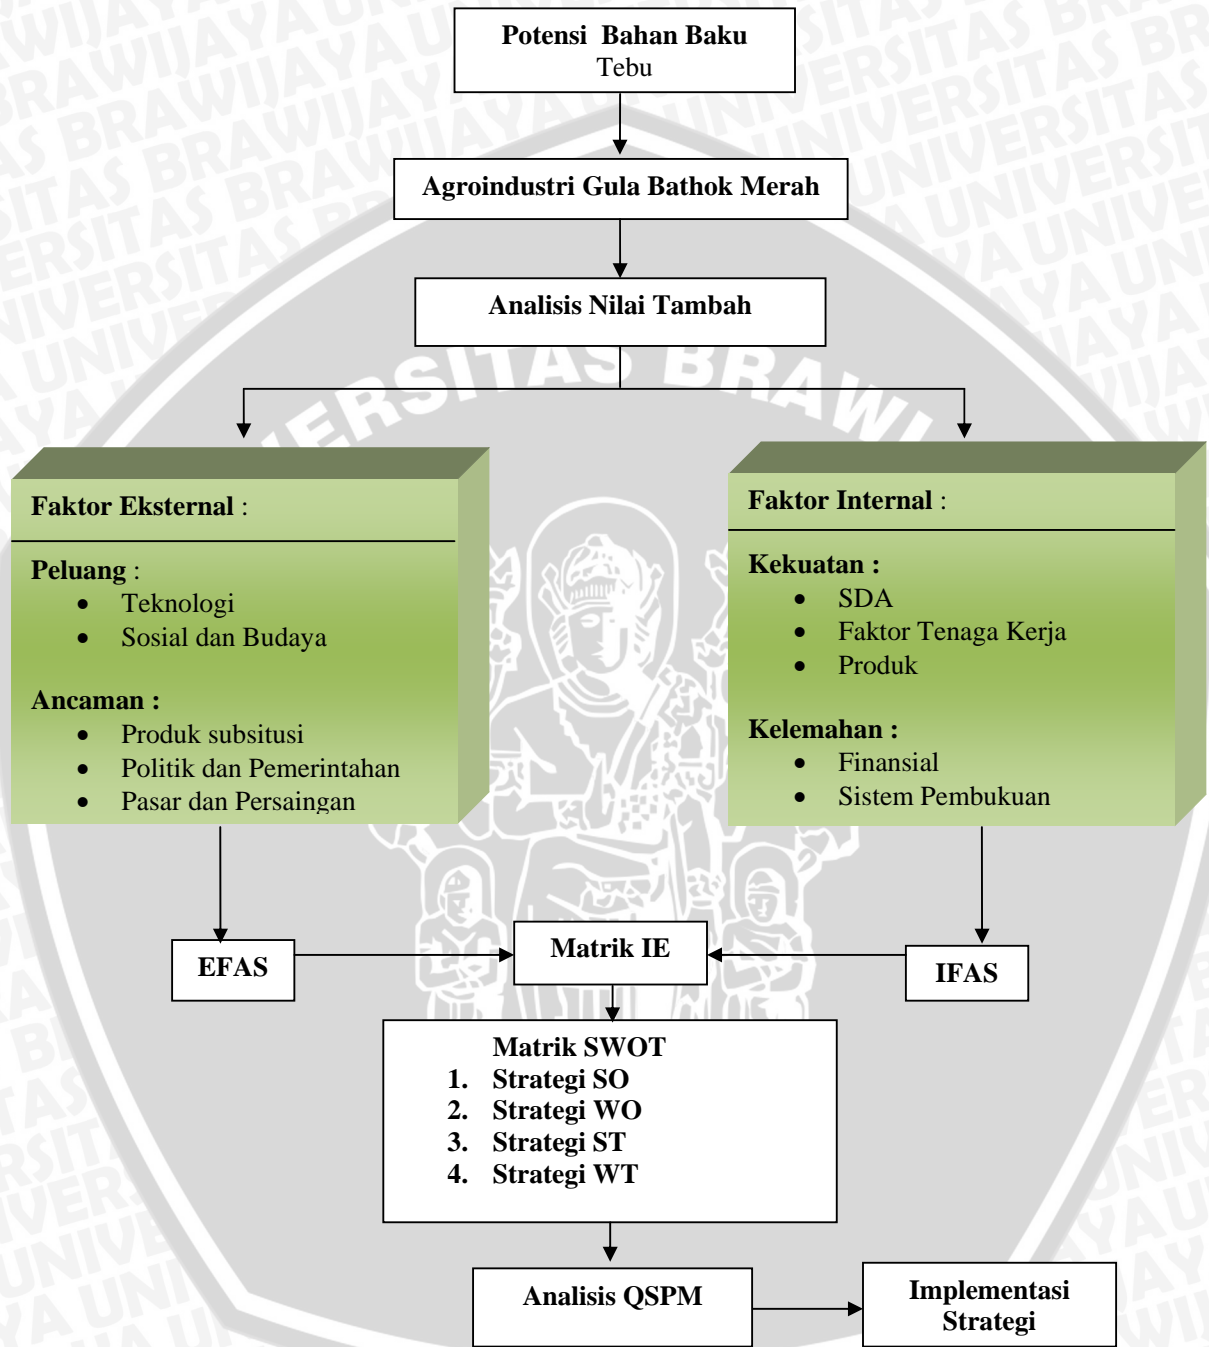 Potensi Bahan Baku
Tebu
Agroindustri Gula Bathok Merah
Analisis Nilai Tambah
UNIVERSITAS BRAWIJAYA
Faktor Eksternal :
Peluang :
• Teknologi
• Sosial dan Budaya
Ancaman :
• Produk subsitusi
• Politik dan Pemerintahan
• Pasar dan Persaingan
Faktor Internal :
Kekuatan :
• SDA
• Faktor Tenaga Kerja
• Produk
Kelemahan :
• Finansial
• Sistem Pembukuan
EFAS
Matrik IE
IFAS
Matrik SWOT
1. Strategi SO
2. Strategi WO
3. Strategi ST
4. Strategi WT
Analisis QSPM
Implementasi
Strategi